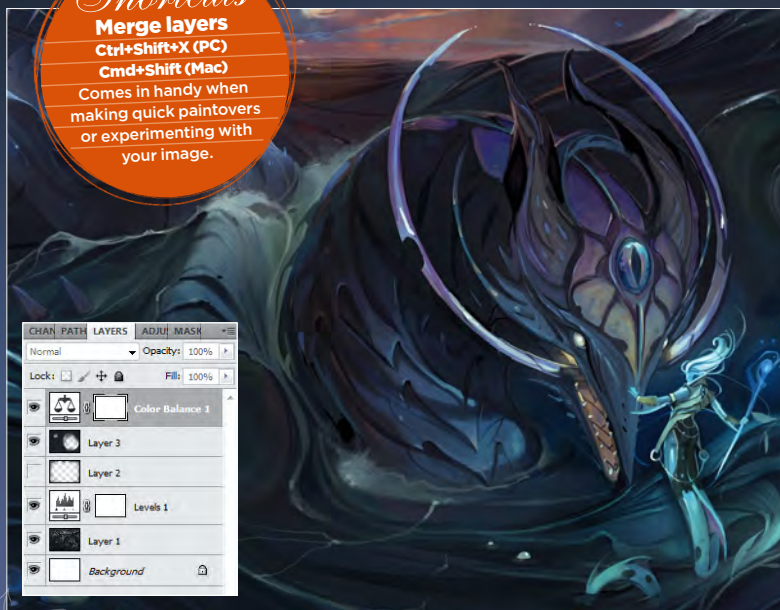 Shortcuts
Merge layers
Ctrl+Shift+X (PC)
Cmd+Shift (Mac)
Comes in handy when
making quick paintovers
or experimenting with
your image.
CHAN PATH LAYERS ADJU MASK
Normal Opacity: 100%
Lock: Fill: 100%
Color Balance 1
Layer 3
Layer 2
Levels 1
Layer 1
Background